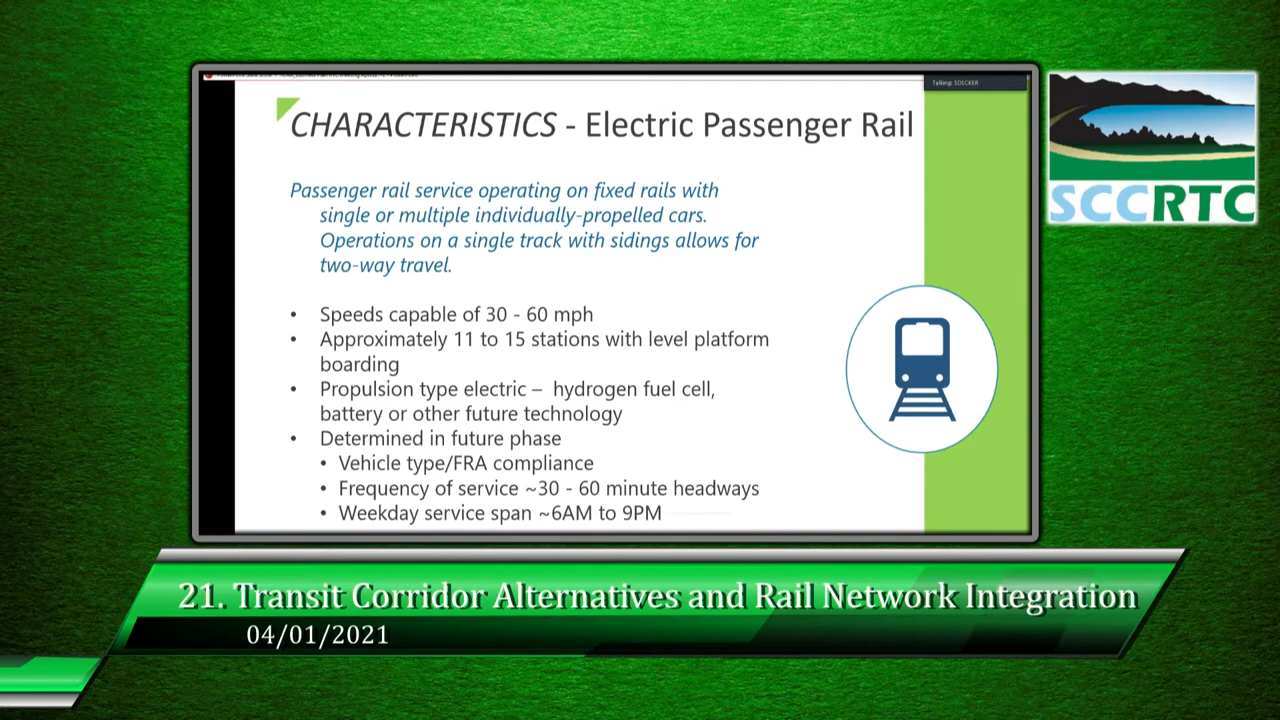 Talking: SDECKER
CHARACTERISTICS - Electric Passenger Rail
Passenger rail service operating on fixed rails with
single or multiple individually-propelled cars.
Operations on a single track with sidings allows for
two-way travel.
• Speeds capable of 30 - 60 mph
• Approximately 11 to 15 stations with level platform
boarding
• Propulsion type electric – hydrogen fuel cell,
battery or other future technology
• Determined in future phase
• Vehicle type/FRA compliance
• Frequency of service ~30 - 60 minute headways
• Weekday service span ~6AM to 9PM
SCCRTC
21. Transit Corridor Alternatives and Rail Network Integration
04/01/2021